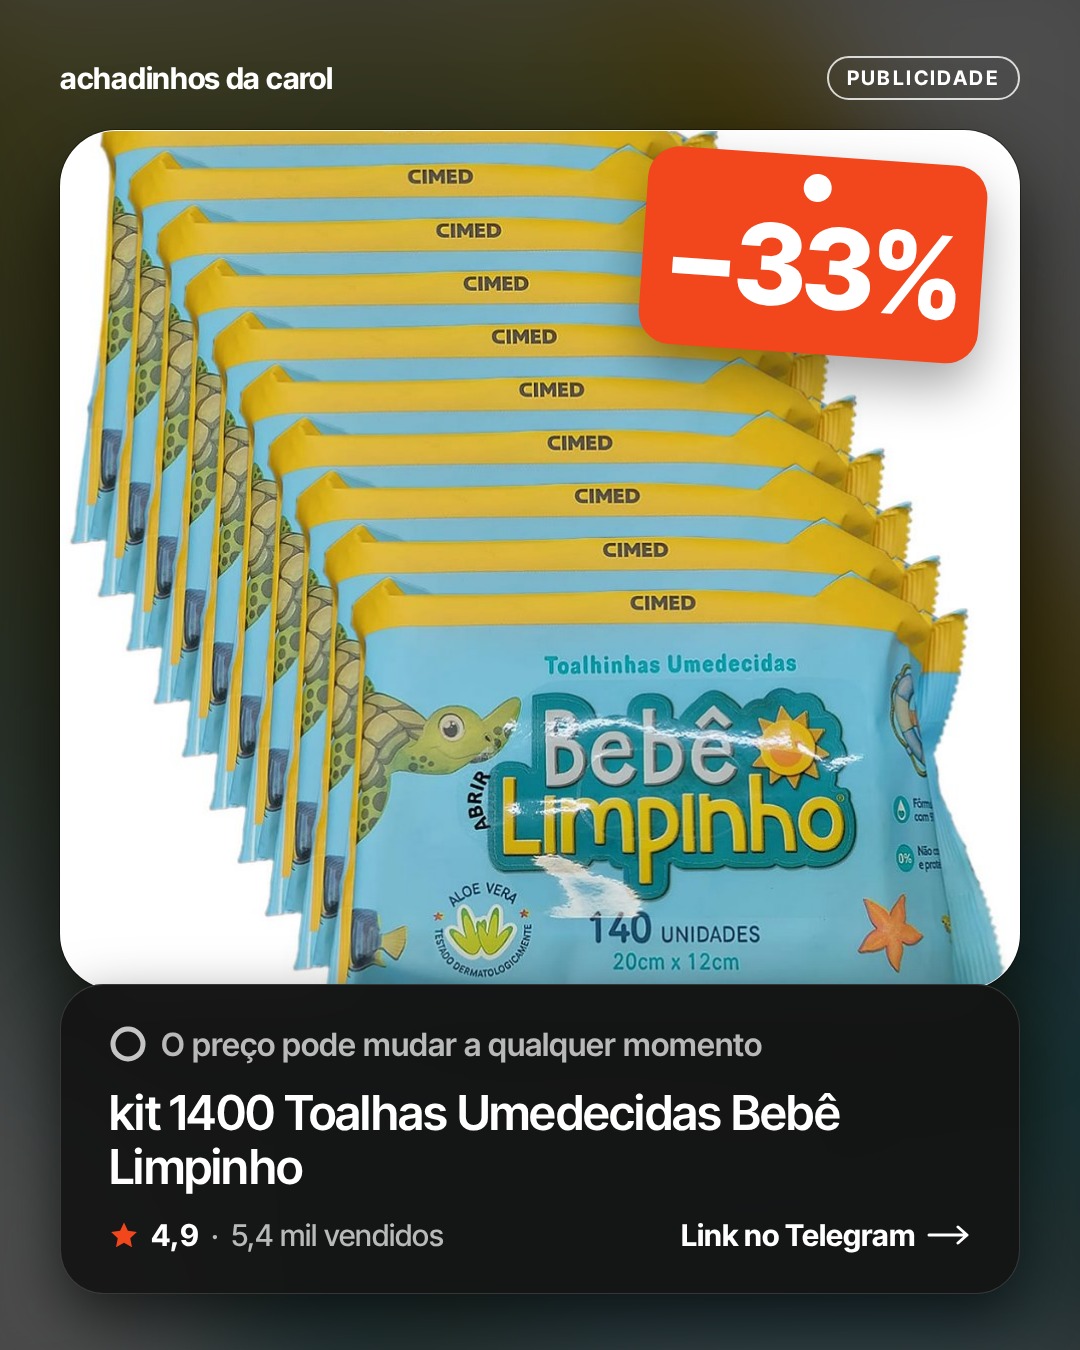 achadinhos da carol
PUBLICIDADE
-33%
CIMED
CIMED
CIMED
CIMED
CIMED
CIMED
CIMED
CIMED
CIMED
Toalhinhas Umedecidas
Bebê
Limpinho
ABRIR
ALOE VERA
TESTADO DERMATOLOGICAMENTE
140 UNIDADES
20cm x 12cm
0%
O preço pode mudar a qualquer momento
kit 1400 Toalhas Umedecidas Bebê
Limpinho
4,9 · 5,4 mil vendidos
Link no Telegram →